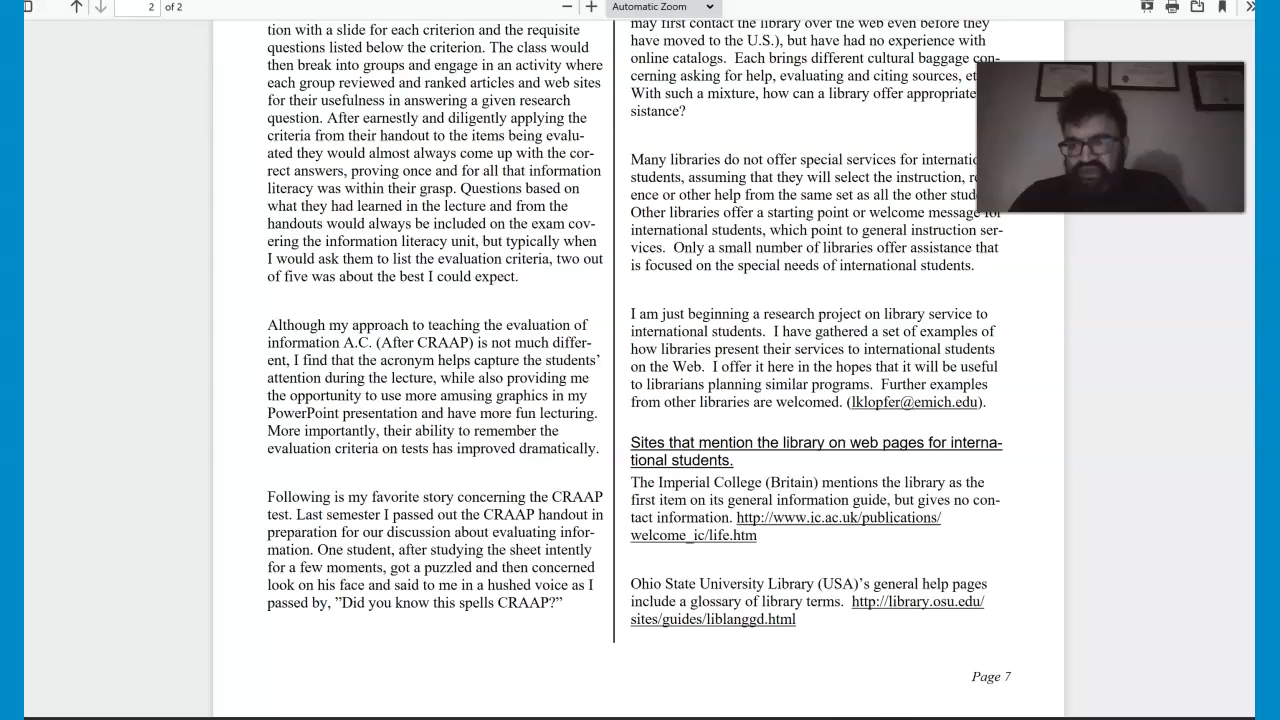 2
of 2
Automatic Zoom
tion with a slide for each criterion and the requisite
questions listed below the criterion. The class would
then break into groups and engage in an activity where
each group reviewed and ranked articles and web sites
for their usefulness in answering a given research
question. After earnestly and diligently applying the
criteria from their handout to the items being evalu-
ated they would almost always come up with the cor-
rect answers, proving once and for all that information
literacy was within their grasp. Questions based on
what they had learned in the lecture and from the
handouts would always be included on the exam cov-
ering the information literacy unit, but typically when
I would ask them to list the evaluation criteria, two out
of five was about the best I could expect.
Although my approach to teaching the evaluation of
information A.C. (After CRAAP) is not much differ-
ent, I find that the acronym helps capture the students’
attention during the lecture, while also providing me
the opportunity to use more amusing graphics in my
PowerPoint presentation and have more fun lecturing.
More importantly, their ability to remember the
evaluation criteria on tests has improved dramatically.
Following is my favorite story concerning the CRAAP
test. Last semester I passed out the CRAAP handout in
preparation for our discussion about evaluating infor-
mation. One student, after studying the sheet intently
for a few moments, got a puzzled and then concerned
look on his face and said to me in a hushed voice as I
passed by, ”Did you know this spells CRAAP?”
may first contact the library over the web even before they
have moved to the U.S.), but have had no experience with
online catalogs. Each brings different cultural baggage con-
cerning asking for help, evaluating and citing sources, et
With such a mixture, how can a library offer appropriate
sistance?
Many libraries do not offer special services for internatio
students, assuming that they will select the instruction, r
ence or other help from the same set as all the other stud
Other libraries offer a starting point or welcome message for
international students, which point to general instruction ser-
vices. Only a small number of libraries offer assistance that
is focused on the special needs of international students.
I am just beginning a research project on library service to
international students. I have gathered a set of examples of
how libraries present their services to international students
on the Web. I offer it here in the hopes that it will be useful
to librarians planning similar programs. Further examples
from other libraries are welcomed. (lklopfer@emich.edu).
Sites that mention the library on web pages for interna-
tional students.
The Imperial College (Britain) mentions the library as the
first item on its general information guide, but gives no con-
tact information. http://www.ic.ac.uk/publications/
welcome_ic/life.htm
Ohio State University Library (USA)’s general help pages
include a glossary of library terms. http://library.osu.edu/
sites/guides/liblanggd.html
Page 7